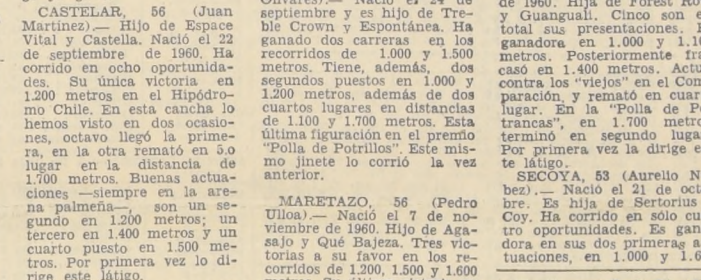 CASTELAR, 56 (Juan
Martínez).— Hijo de Espace
Vital y Castella. Nació el 22
de septiembre de 1960. Ha
corrido en ocho oportunida-
des. Su única victoria en
1.200 metros en el Hipódro-
mo Chile. En esta cancha lo
hemos visto en dos ocasio-
nes, octavo llegó la prime-
ra, en la otra remató en 5.o
lugar en la distancia de
1.700 metros. Buenas actua-
ciones —siempre en la are-
na palmeña—, son un se-
gundo en 1.200 metros; un
tercero en 1.400 metros y un
cuarto puesto en 1.500 me-
tros. Por primera vez lo di-
rige este látigo.
septiembre y es hijo de Tre-
ble Crown y Espontánea. Ha
ganado dos carreras en los
recorridos de 1.000 y 1.500
metros. Tiene, además, dos
segundos puestos en 1.000 y
1.200 metros, además de dos
cuartos lugares en distancias
de 1.100 y 1.700 metros. Esta
última figuración en el premio
"Polla de Potrillos". Este mis-
mo jinete lo corrió la vez
anterior.
MARETAZO, 56 (Pedro
Ulloa).— Nació el 7 de no-
viembre de 1960. Hijo de Aga-
sajo y Qué Bajeza. Tres vic-
torias a su favor en los re-
corridos de 1.200, 1.500 y 1.600
de 1960. Hija de Forest Ro
y Guanguali. Cinco son e
total sus presentaciones.
ganadora en 1.000 y 1.10
metros. Posteriormente fra
casó en 1.400 metros. Actu
contra los "viejos" en el Com
paración, y remató en cuar
lugar. En la "Polla de Po
trancas", en 1.700 metro
terminó en segundo luga
Por primera vez la dirige e
te látigo.
SECOYA, 53 (Aurelio N
bez).— Nació el 21 de oct
bre. Es hija de Sertorius
Coy. Ha corrido en sólo cu
tro oportunidades. Es gan
dora en sus dos primeras a
tuaciones, en 1.000 y 1.6